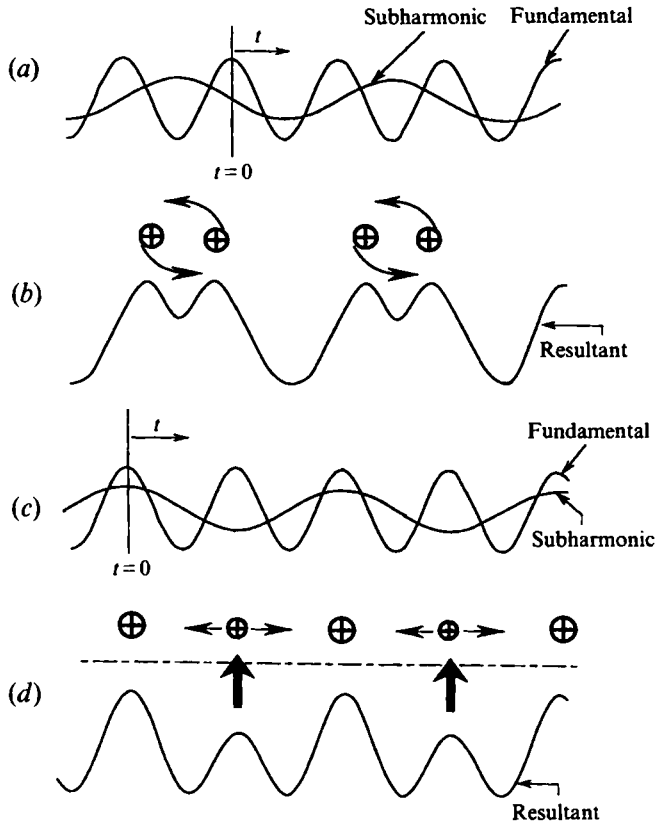 Subharmonic
Fundamental
t
(a)
t = 0
(b)
Resultant
t
Fundamental
(c)
Subharmonic
t = 0
(d)
Resultant